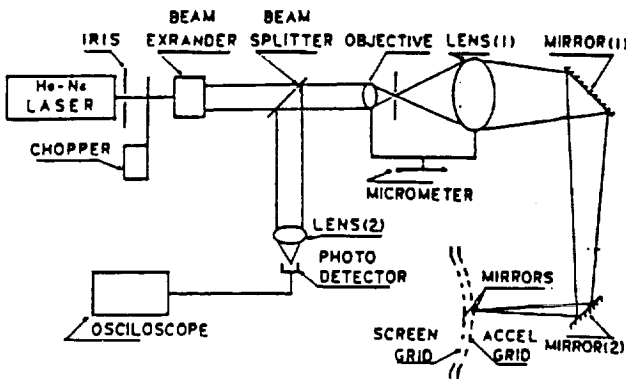 BEAM
EXRANDER
BEAM
SPLITTER
IRIS
OBJECTIVE
LENS(1)
MIRROR(1)
He-Ne
LASER
CHOPPER
MICROMETER
LENS(2)
PHOTO
DETECTOR
OSCILOSCOPE
MIRRORS
SCREEN
GRID
ACCEL
GRID
MIRROR(2)